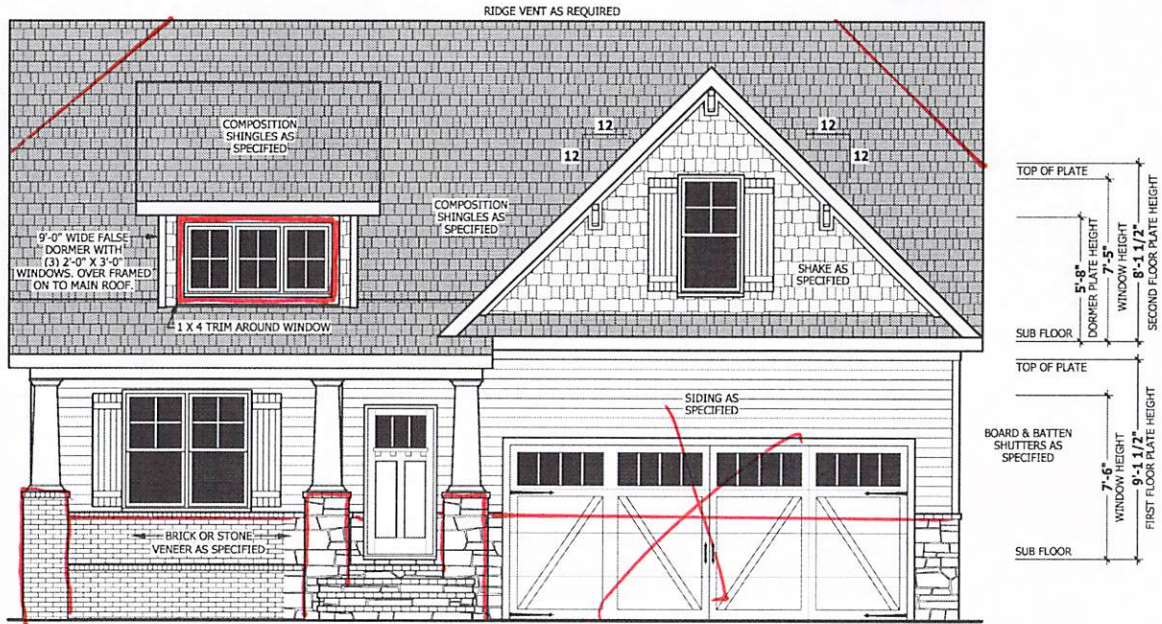 RIDGE VENT AS REQUIRED
COMPOSITION
SHINGLES AS
SPECIFIED
12
12
12
12
COMPOSITION
SHINGLES AS
SPECIFIED
9'-0" WIDE FALSE
DORMER WITH
(3) 2'-0" X 3'-0"
WINDOWS. OVER FRAMED
ON TO MAIN ROOF.
SHAKE AS
SPECIFIED
1 X 4 TRIM AROUND WINDOW
TOP OF PLATE
5'-8"
DORMER PLATE HEIGHT
7'-5"
WINDOW HEIGHT
8'-1 1/2"
SECOND FLOOR PLATE HEIGHT
SUB FLOOR
TOP OF PLATE
SIDING AS
SPECIFIED
BOARD & BATTEN
SHUTTERS AS
SPECIFIED
7'-6"
WINDOW HEIGHT
9'-1 1/2"
FIRST FLOOR PLATE HEIGHT
BRICK OR STONE
VENEER AS SPECIFIED
SUB FLOOR